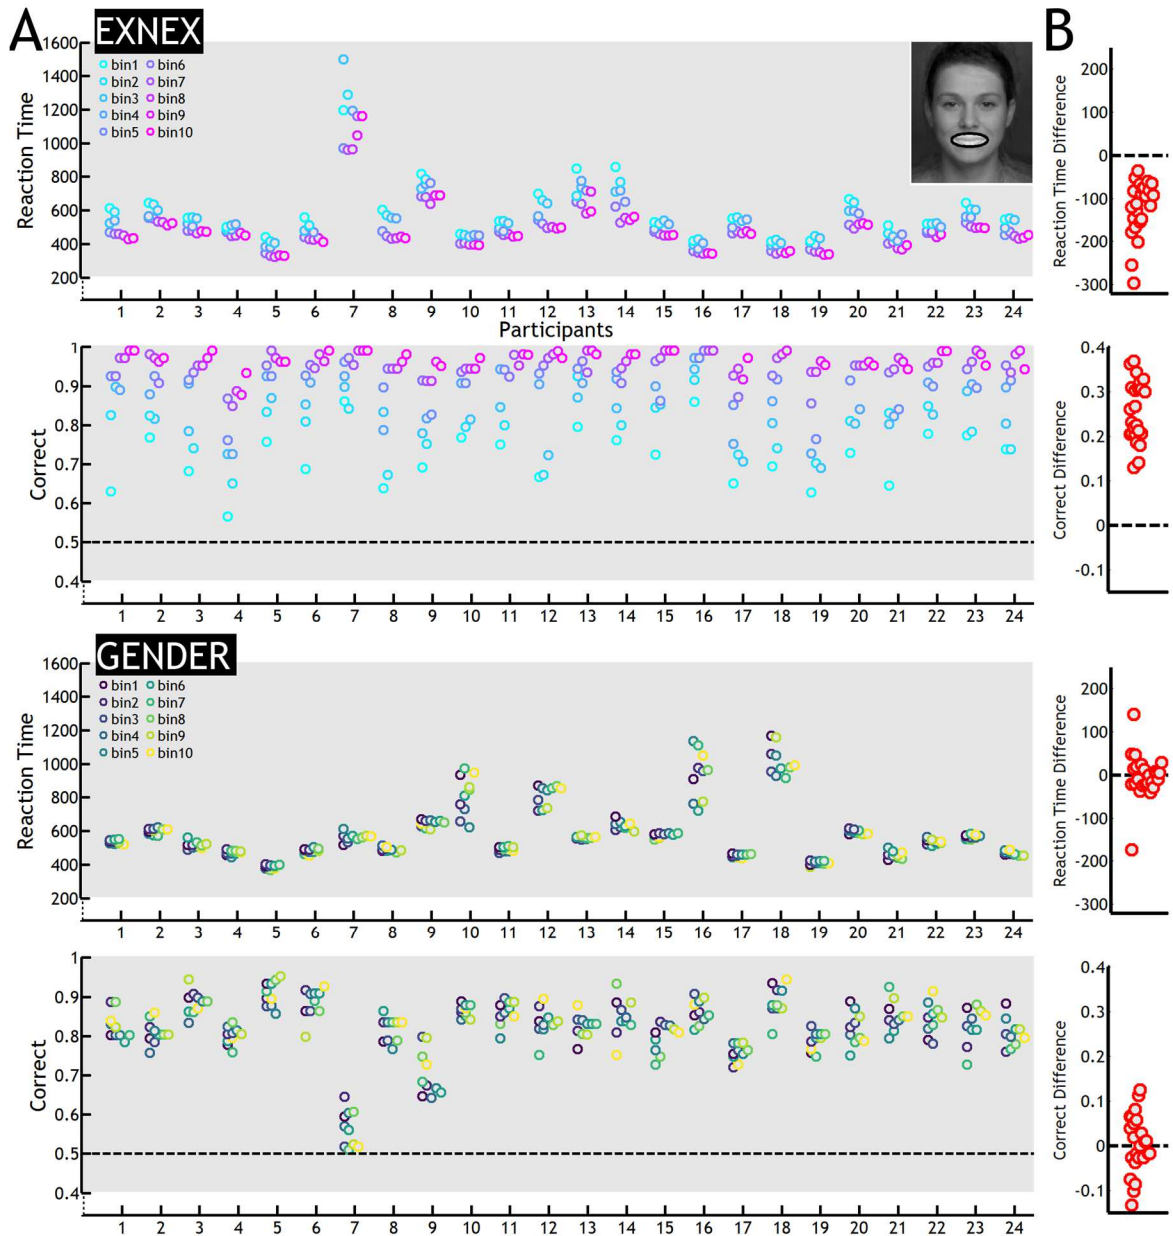 A
EXNEX
B
1600
1400
1200
1000
800
600
400
200
Reaction Time
bin1 bin6
bin2 bin7
bin3 bin8
bin4 bin9
bin5 bin10
1 2 3 4 5 6 7 8 9 10 11 12 13 14 15 16 17 18 19 20 21 22 23 24
Participants
200
100
0
-100
-200
-300
Reaction Time Difference
1
0.9
0.8
0.7
0.6
0.5
0.4
Correct
1 2 3 4 5 6 7 8 9 10 11 12 13 14 15 16 17 18 19 20 21 22 23 24
0.4
0.3
0.2
0.1
0
-0.1
Correct Difference
GENDER
1600
1400
1200
1000
800
600
400
200
Reaction Time
bin1 bin6
bin2 bin7
bin3 bin8
bin4 bin9
bin5 bin10
1 2 3 4 5 6 7 8 9 10 11 12 13 14 15 16 17 18 19 20 21 22 23 24
200
100
0
-100
-200
-300
Reaction Time Difference
1
0.9
0.8
0.7
0.6
0.5
0.4
Correct
1 2 3 4 5 6 7 8 9 10 11 12 13 14 15 16 17 18 19 20 21 22 23 24
0.4
0.3
0.2
0.1
0
-0.1
Correct Difference